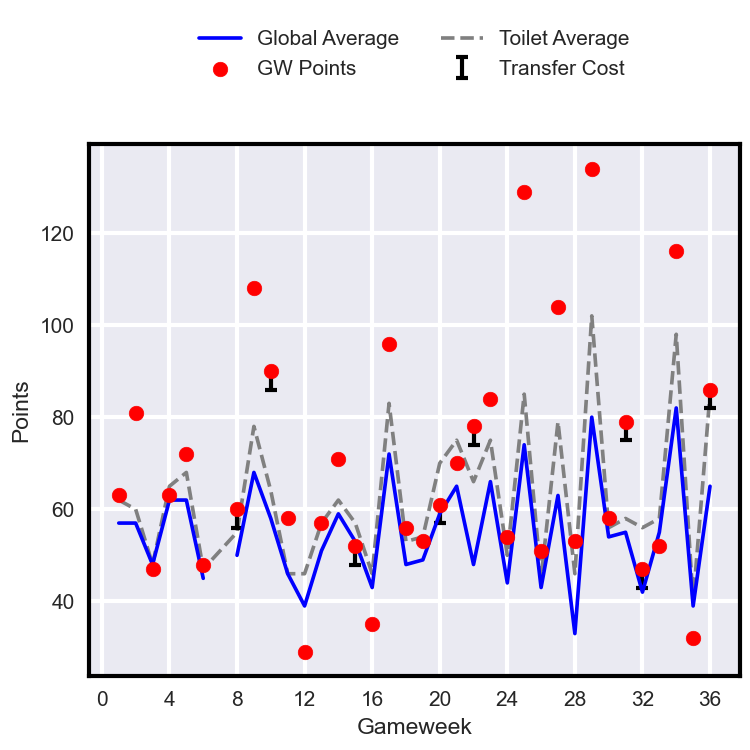 Global Average
Toilet Average
GW Points
Transfer Cost
120
100
80
60
40
Points
0 4 8 12 16 20 24 28 32 36
Gameweek